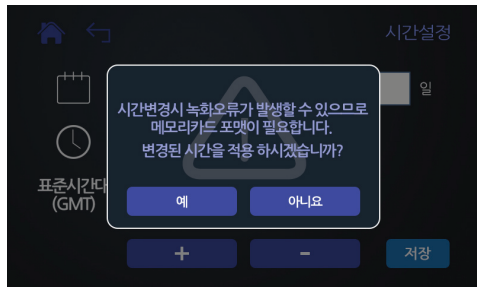 시간설정
일
시간변경시 녹화오류가 발생할 수 있으므로
메모리카드 포맷이 필요합니다.
변경된 시간을 적용 하시겠습니까?
표준시간대
(GMT)
예
아니요
+
-
저장